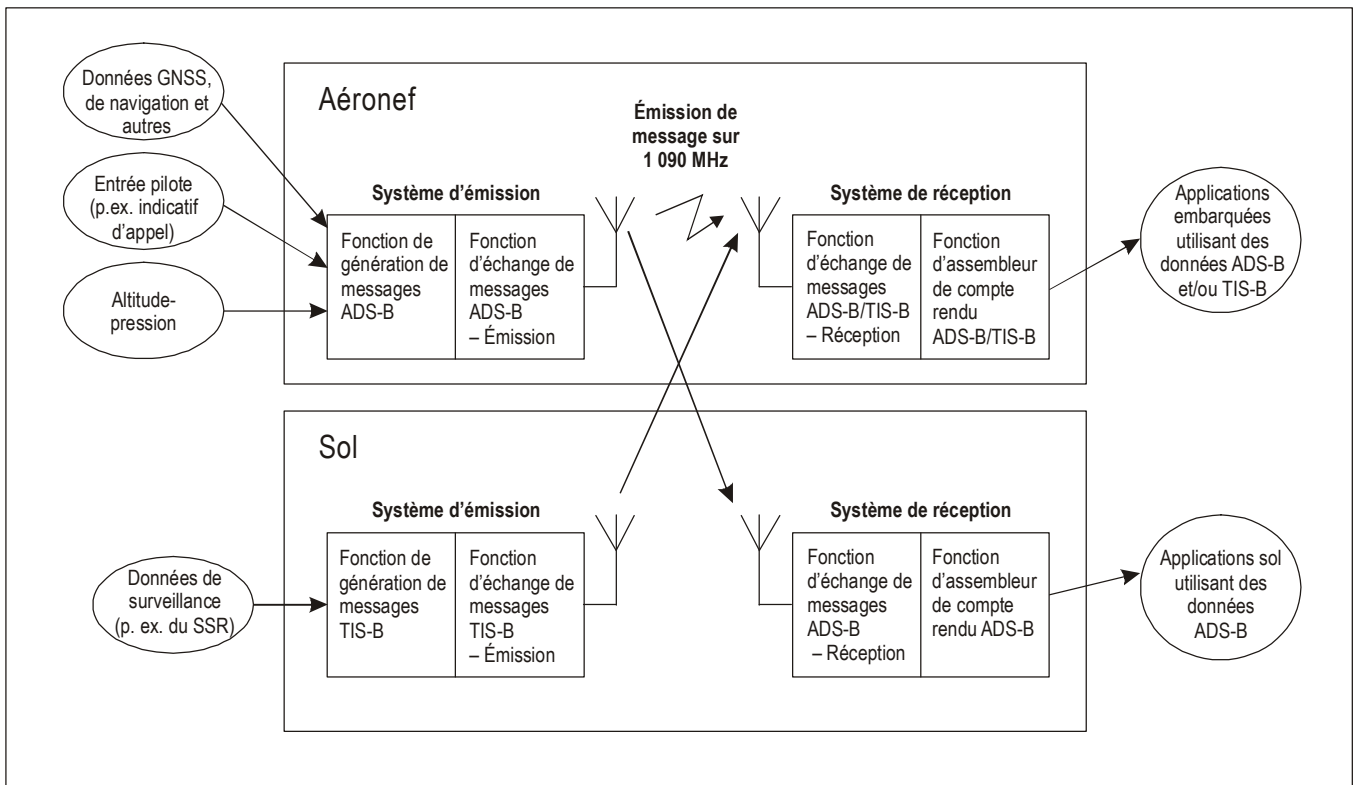 Données GNSS,
de navigation et
autres
Entrée pilote
(p.ex. indicatif
d'appel)
Altitude-
pression
Aéronef
Émission de
message sur
1 090 MHz
Système d'émission
Fonction de
génération de
messages
ADS-B
Fonction
d'échange de
messages
ADS-B
– Émission
Système de réception
Fonction
d'échange de
messages
ADS-B/TIS-B
– Réception
Fonction
d'assembleur
de compte
rendu
ADS-B/TIS-B
Applications
embarquées
utilisant des
données ADS-B
et/ou TIS-B
Sol
Données de
surveillance
(p. ex. du SSR)
Système d'émission
Fonction de
génération de
messages
TIS-B
Fonction
d'échange de
messages
TIS-B
– Émission
Système de réception
Fonction
d'échange de
messages
ADS-B
– Réception
Fonction
d'assembleur
de compte
rendu ADS-B
Applications sol
utilisant des
données
ADS-B